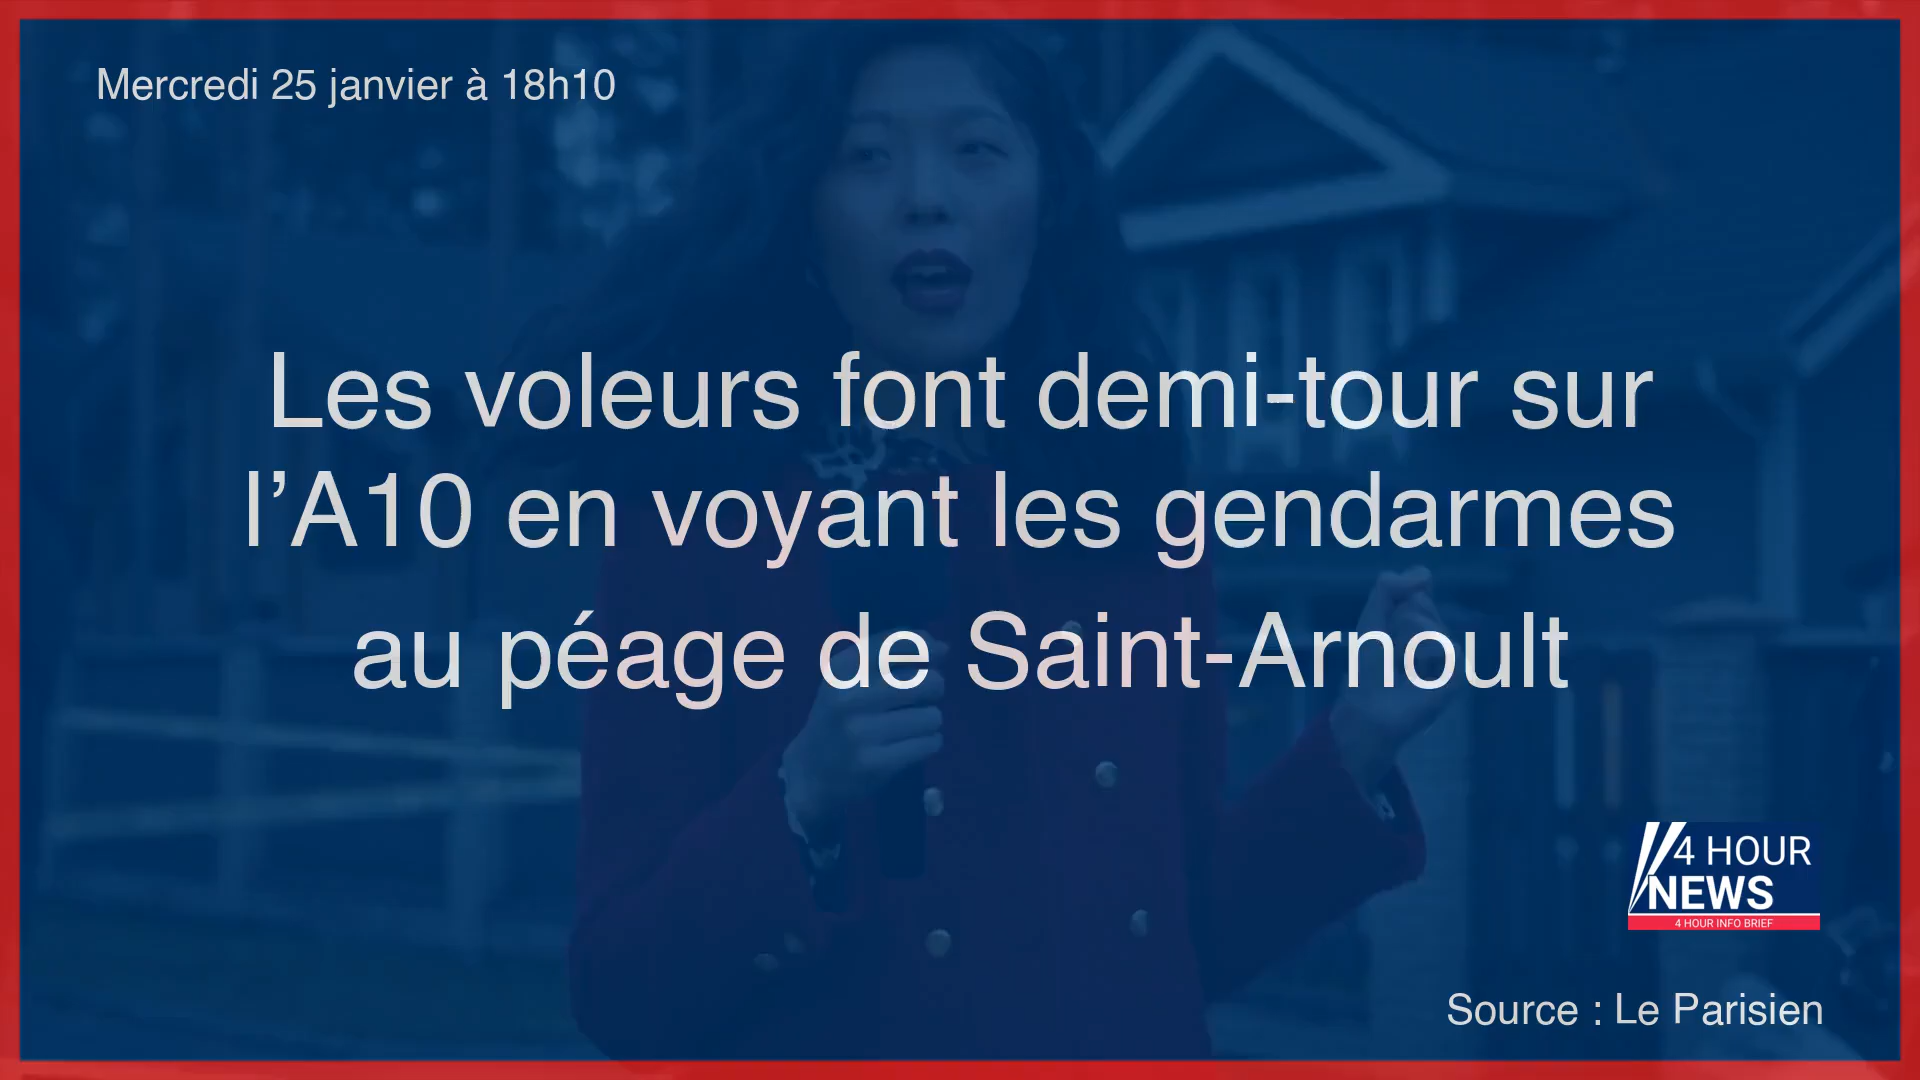 Mercredi 25 janvier à 18h10
Les voleurs font demi-tour sur
l’A10 en voyant les gendarmes
au péage de Saint-Arnoult
4 HOUR
NEWS
4 HOUR INFO BRIEF
Source : Le Parisien